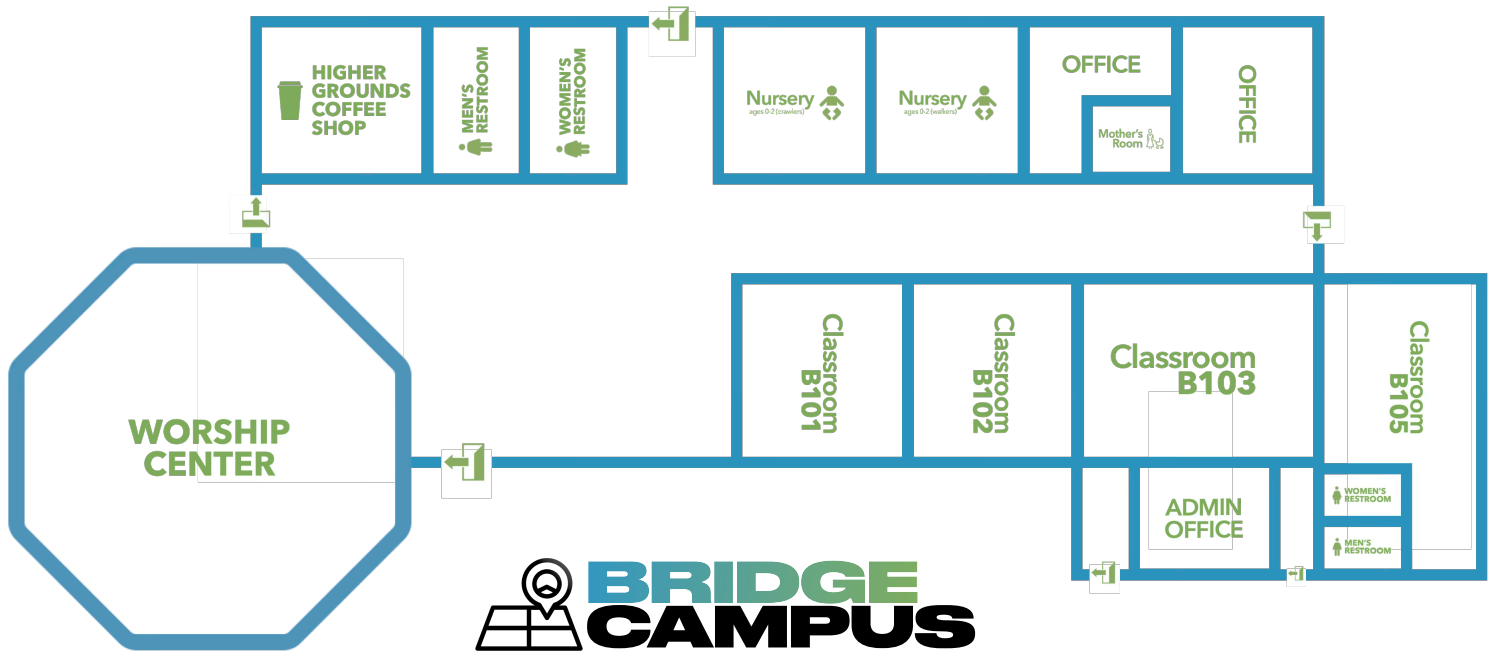 HIGHER
GROUNDS
COFFEE
SHOP
MEN'S
RESTROOM
WOMEN'S
RESTROOM
Nursery
ages 0-2 (crawlers)
Nursery
ages 0-2 (walkers)
OFFICE
Mother's
Room
OFFICE
Classroom
B101
Classroom
B102
Classroom
B103
Classroom
B105
WORSHIP
CENTER
ADMIN
OFFICE
WOMEN'S
RESTROOM
MEN'S
RESTROOM
BRIDGE
CAMPUS